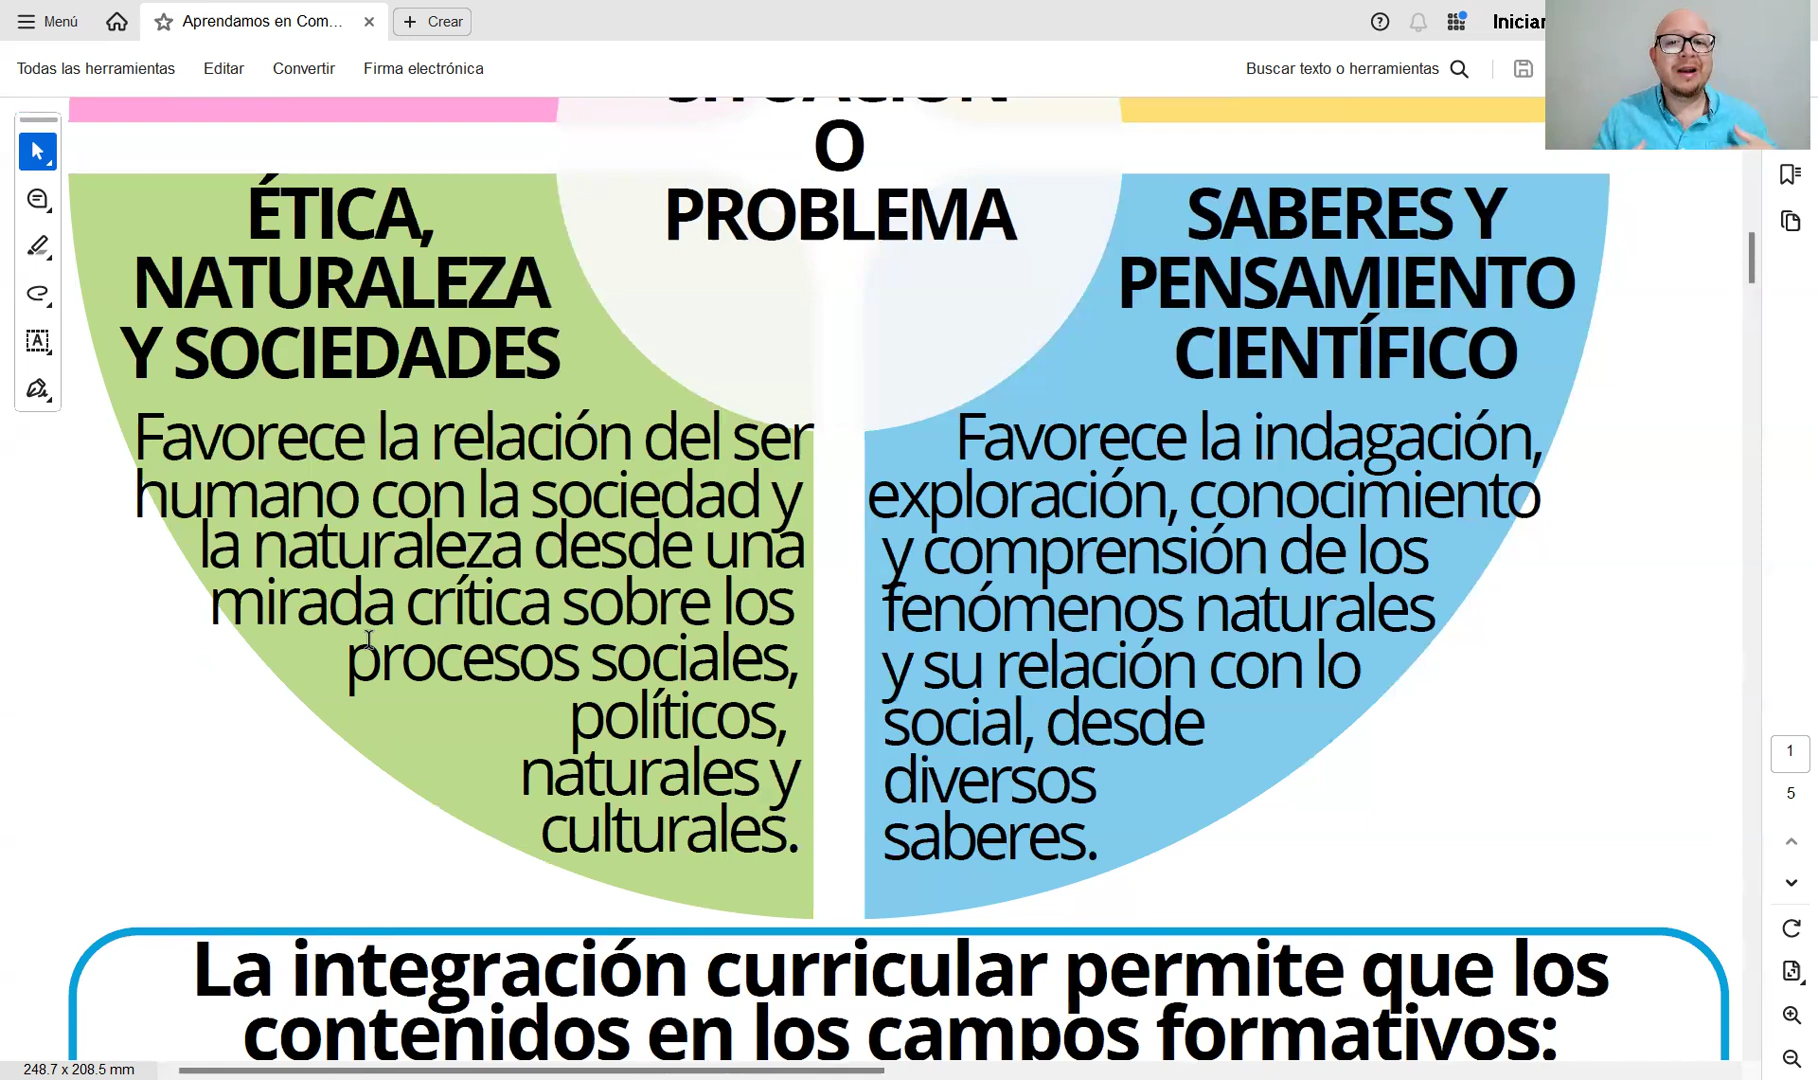 Menú
Aprendamos en Com...
Crear
Iniciar
Todas las herramientas
Editar
Convertir
Firma electrónica
Buscar texto o herramientas
SITUACIÓN
O
PROBLEMA
ÉTICA,
NATURALEZA
Y SOCIEDADES
Favorece la relación del ser
humano con la sociedad y
la naturaleza desde una
mirada crítica sobre los
procesos sociales,
políticos,
naturales y
culturales.
SABERES Y
PENSAMIENTO
CIENTÍFICO
Favorece la indagación,
exploración, conocimiento
y comprensión de los
fenómenos naturales
y su relación con lo
social, desde
diversos
saberes.
La integración curricular permite que los
contenidos en los campos formativos:
1
5
248.7 x 208.5 mm